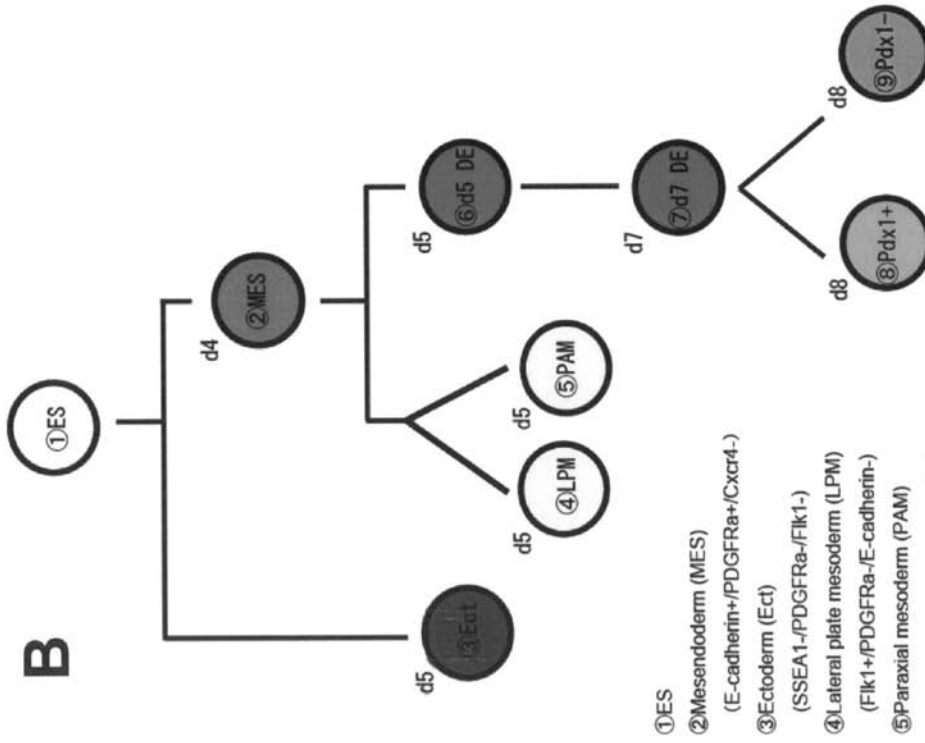 B
①ES
d4
②MES
d5
③Ect
d5
④LPM
d5
⑤PAM
d5
⑥d5 DE
d7
⑦d7 DE
d8
⑧Pdx1+
d8
⑨Pdx1-
①ES
②Mesendoderm (MES)
(E-cadherin+/PDGFRa+/Cxcr4-)
③Ectoderm (Ect)
(SSEA1-/PDGFRa-/Flk1-)
④Lateral plate mesoderm (LPM)
(Flk1+/PDGFRa-/E-cadherin-)
⑤Paraxial mesoderm (PAM)